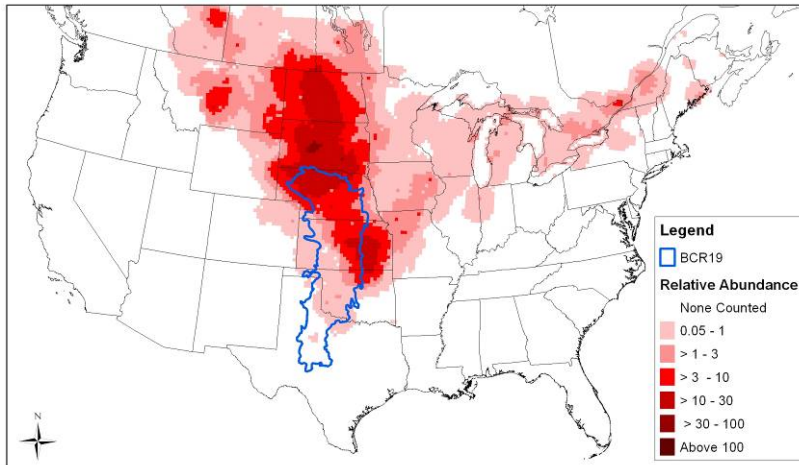 Legend
BCR19
Relative Abundance
None Counted
0.05 - 1
> 1 - 3
> 3 - 10
> 10 - 30
> 30 - 100
Above 100
N